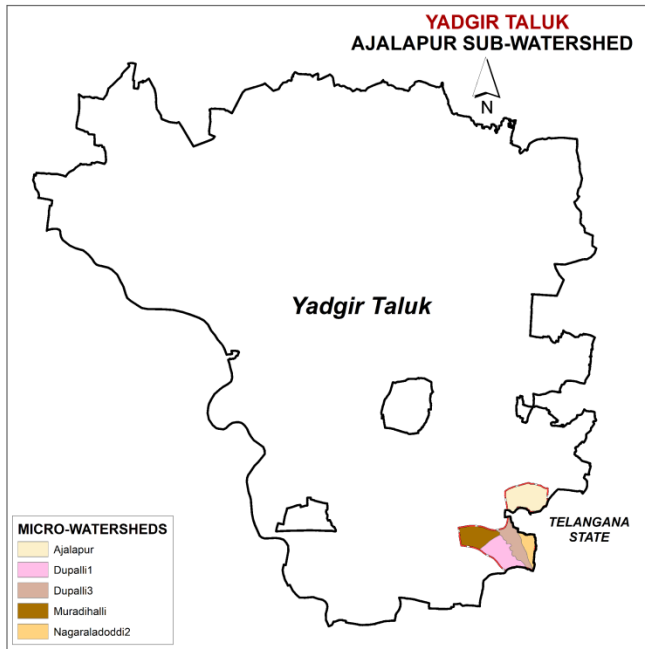 YADGIR TALUK
AJALAPUR SUB-WATERSHED
N
Yadgir Taluk
TELANGANA
STATE
MICRO-WATERSHEDS
Ajalapur
Dupalli1
Dupalli3
Muradihalli
Nagaraladoddi2